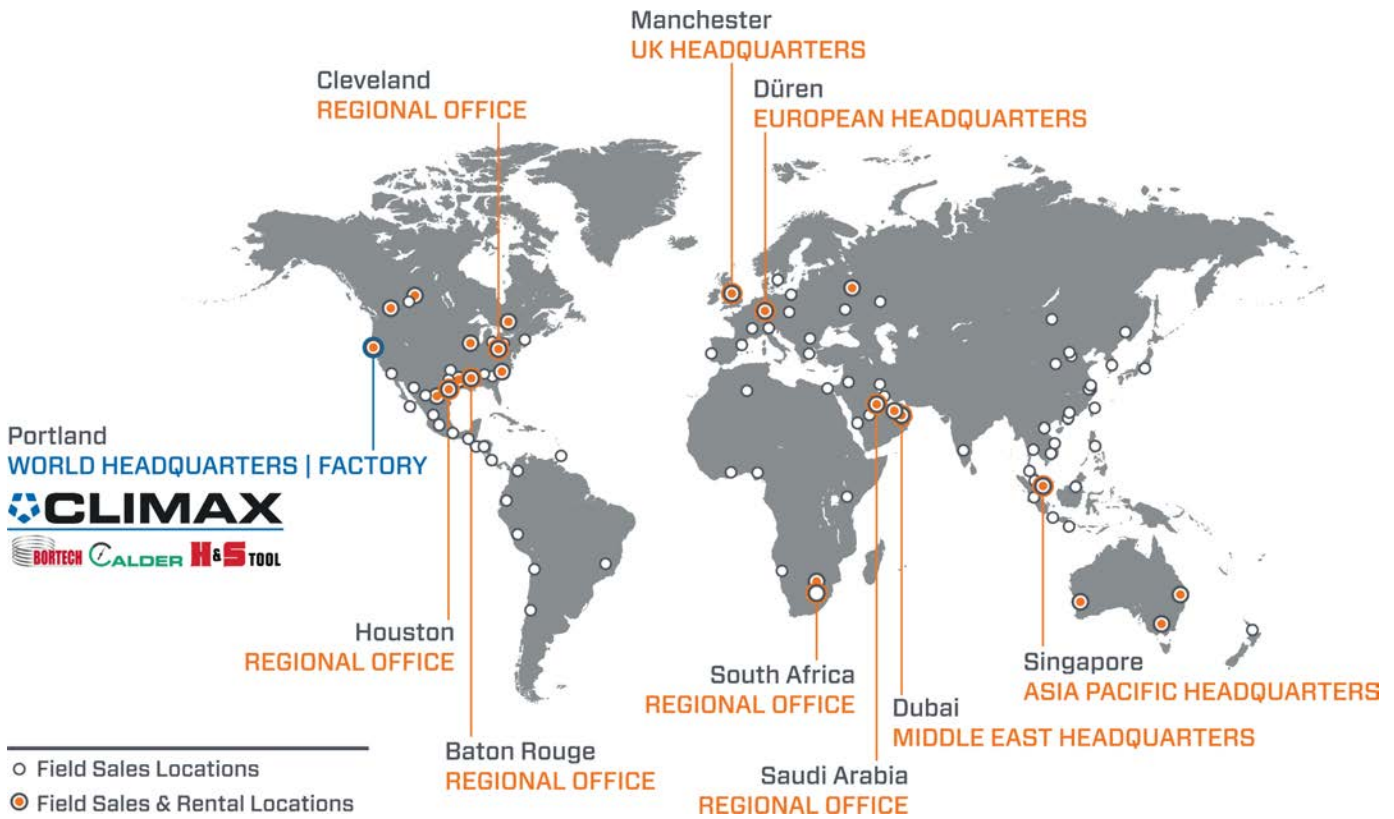 Manchester
UK HEADQUARTERS
Cleveland
REGIONAL OFFICE
Düren
EUROPEAN HEADQUARTERS
Portland
WORLD HEADQUARTERS | FACTORY
CLIMAX
BORTECH CALDER H&S TOOL
Houston
REGIONAL OFFICE
South Africa
REGIONAL OFFICE
Singapore
ASIA PACIFIC HEADQUARTERS
Dubai
MIDDLE EAST HEADQUARTERS
Baton Rouge
REGIONAL OFFICE
Saudi Arabia
REGIONAL OFFICE
Field Sales Locations
Field Sales & Rental Locations